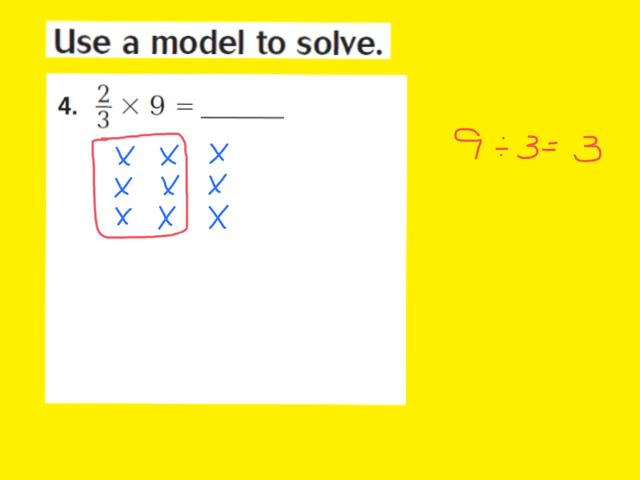 Use a model to solve.
4. 2/3 × 9 = ______
9 ÷ 3 = 3
x x x
x x x
x x x